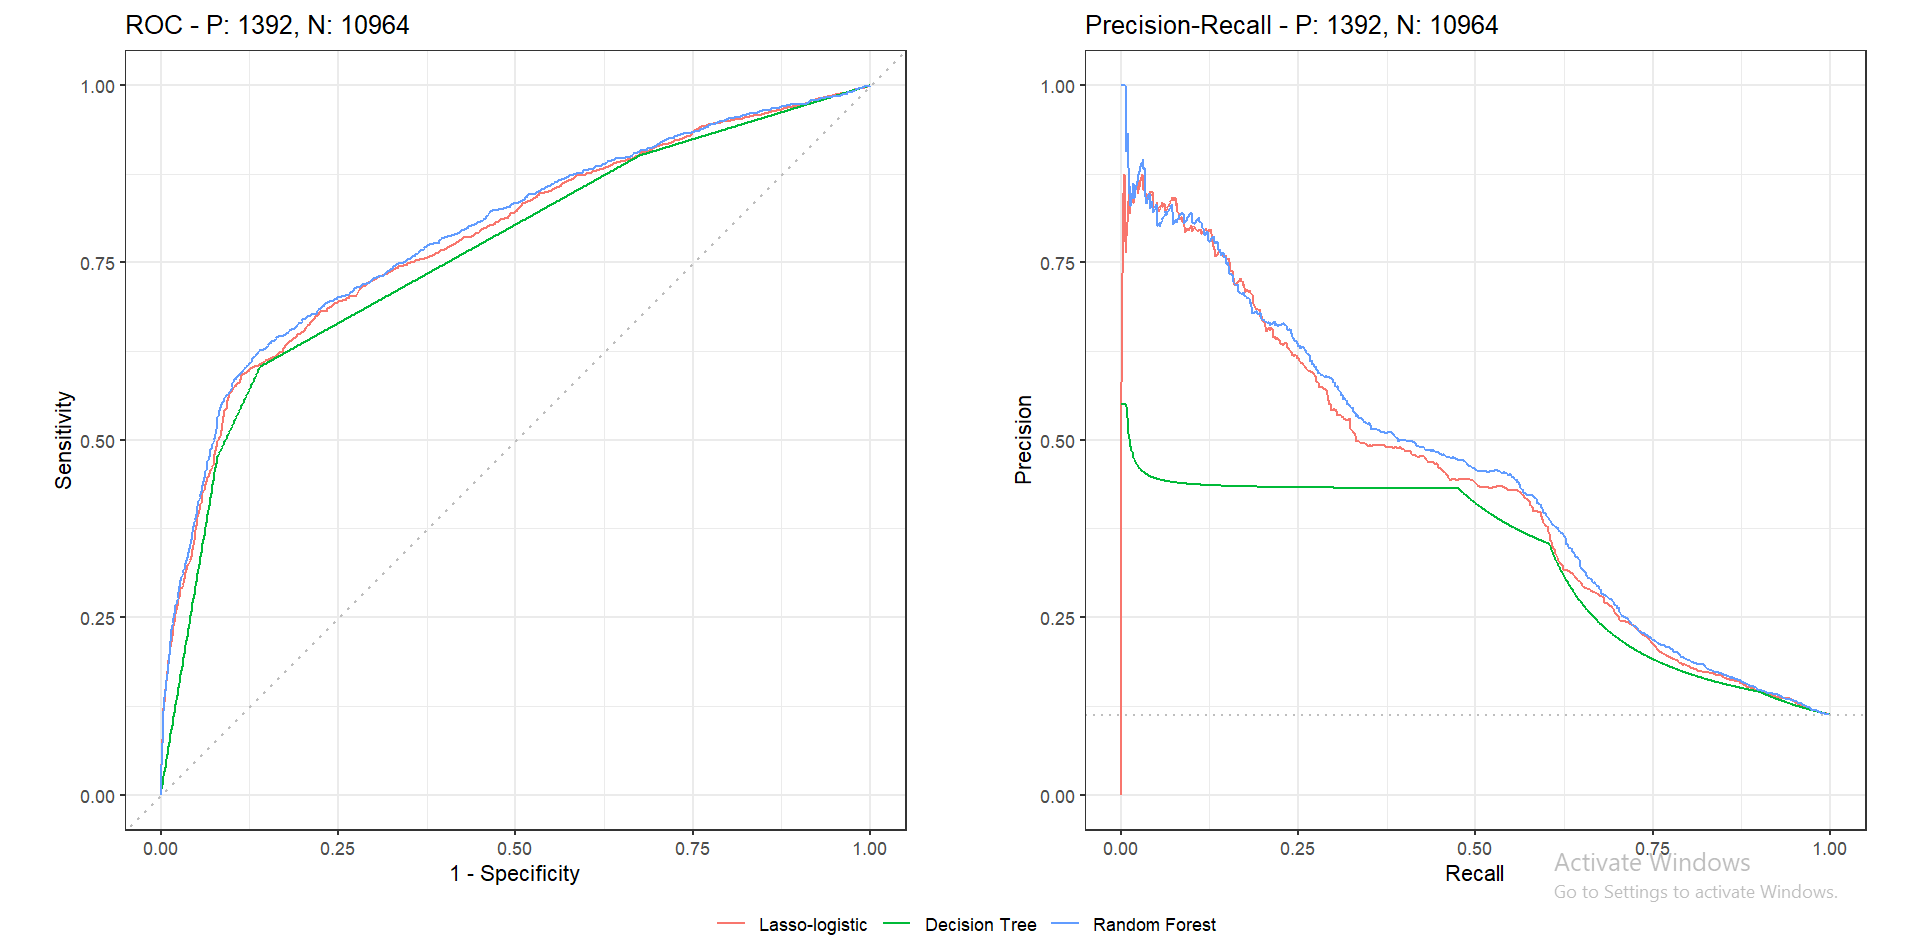 ROC - P: 1392, N: 10964
1.00
0.75
0.50
0.25
0.00
Sensitivity
0.00 0.25 0.50 0.75 1.00
1 - Specificity
Precision-Recall - P: 1392, N: 10964
1.00
0.75
0.50
0.25
0.00
Precision
0.00 0.25 0.50 0.75 1.00
Recall
Activate Windows
Go to Settings to activate Windows.
Lasso-logistic Decision Tree Random Forest